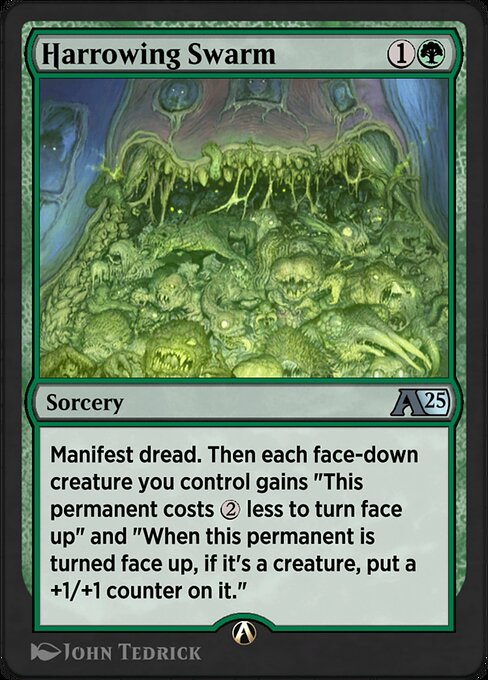 Harrowing Swarm 1
Sorcery A25
Manifest dread. Then each face-down
creature you control gains "This
permanent costs 2 less to turn face
up" and "When this permanent is
turned face up, if it's a creature, put a
+1/+1 counter on it."
John Tedrick